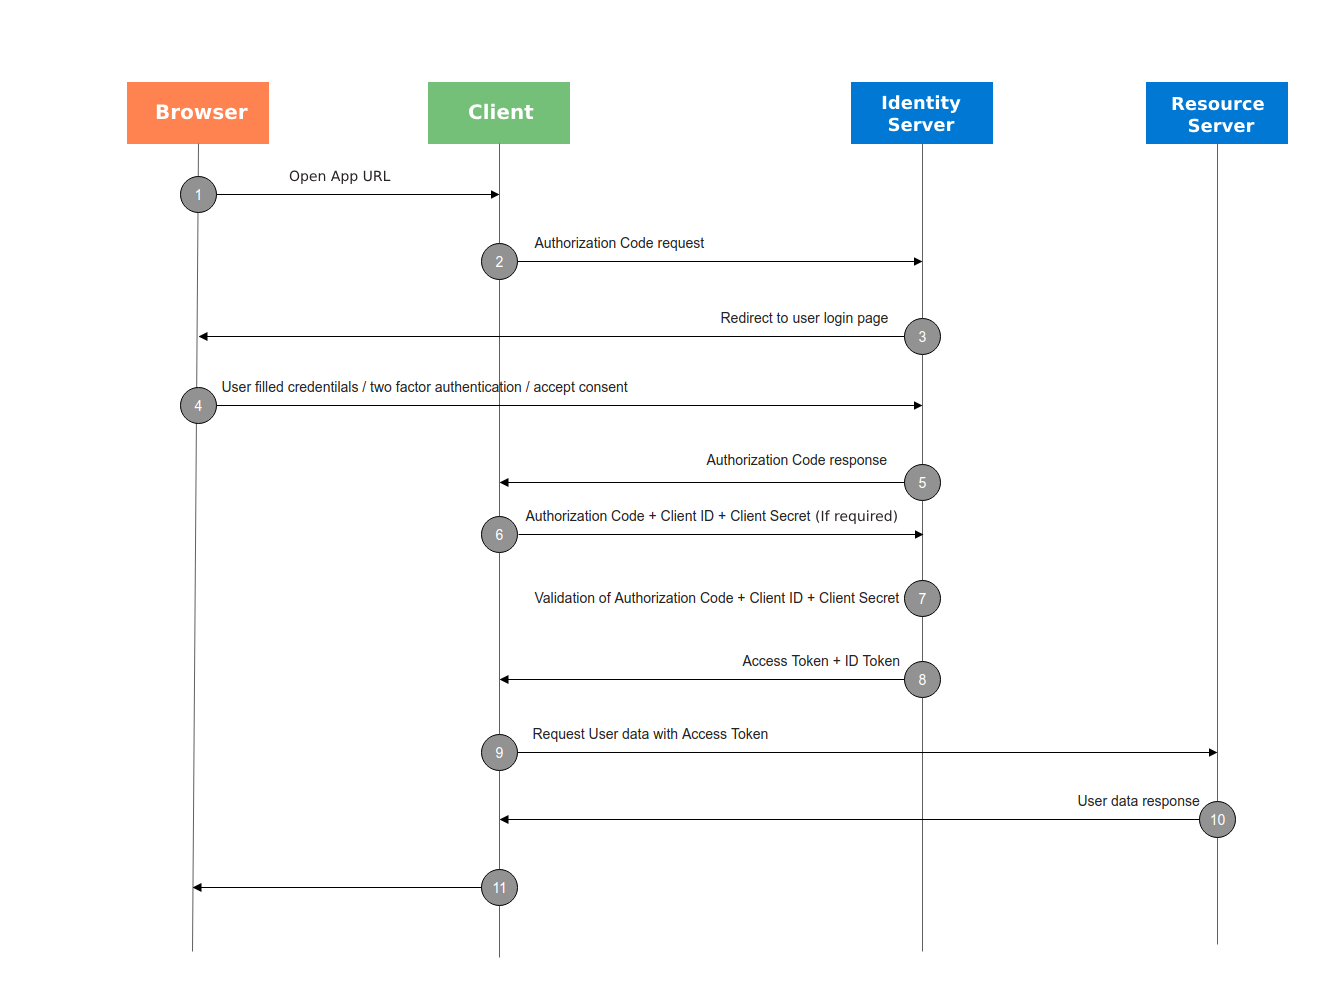 Browser
Client
Identity
Server
Resource
Server
Open App URL
1
Authorization Code request
2
Redirect to user login page
3
User filled credentilals / two factor authentication / accept consent
4
Authorization Code response
5
Authorization Code + Client ID + Client Secret (If required)
6
Validation of Authorization Code + Client ID + Client Secret
7
Access Token + ID Token
8
Request User data with Access Token
9
User data response
10
11